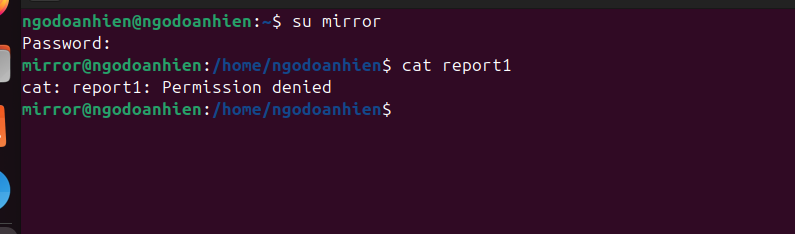 ngodoanhien@ngodoanhien:~$ su mirror
Password:
mirror@ngodoanhien:/home/ngodoanhien$ cat report1
cat: report1: Permission denied
mirror@ngodoanhien:/home/ngodoanhien$